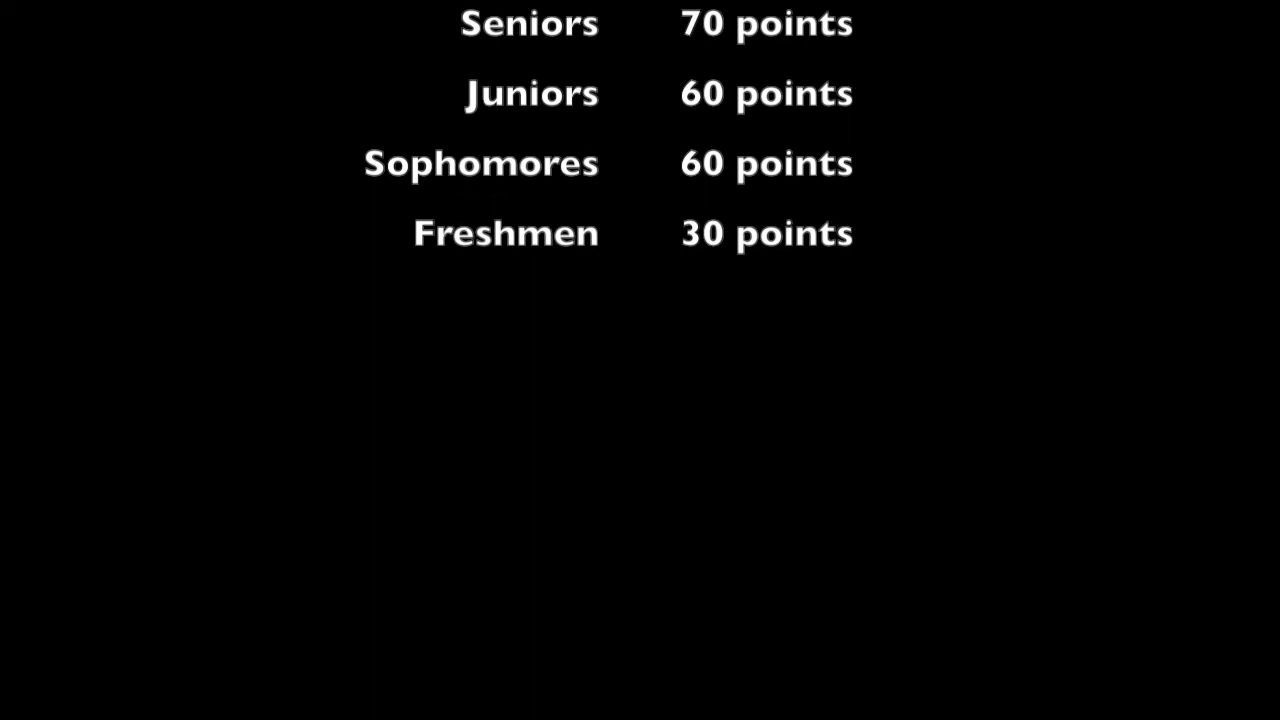 Seniors 70 points
Juniors 60 points
Sophomores 60 points
Freshmen 30 points